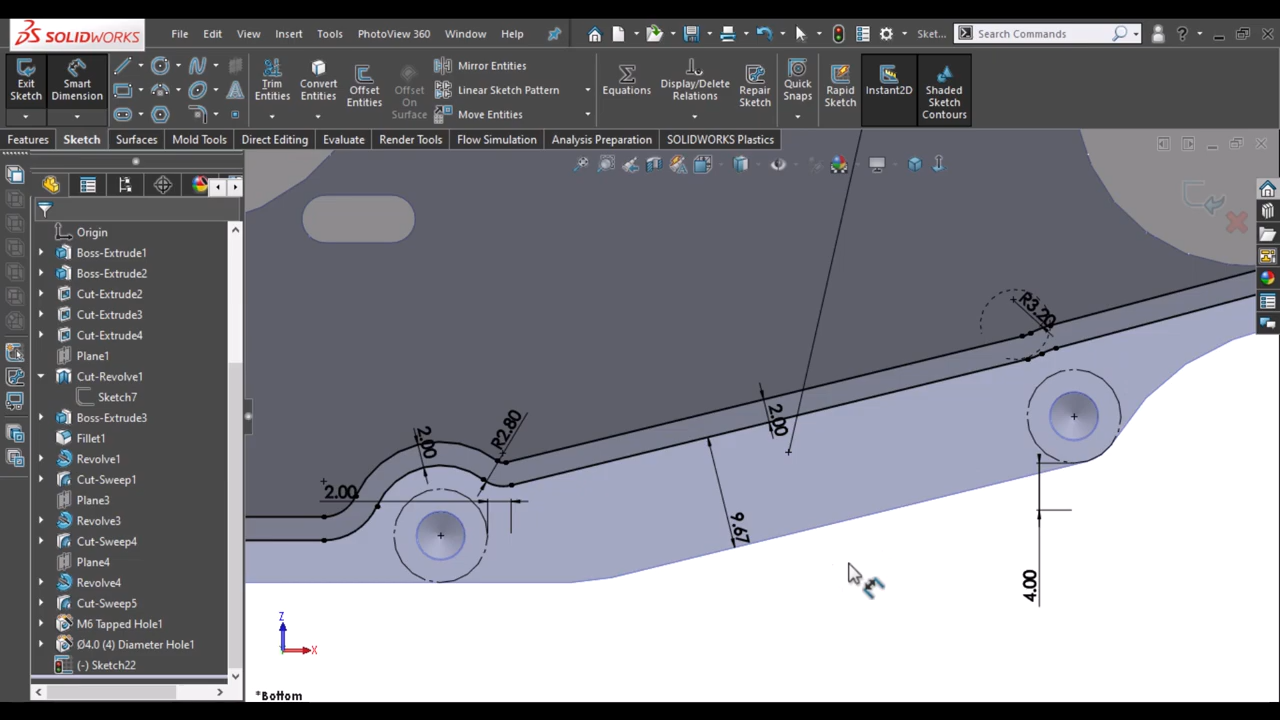 SOLIDWORKS File Edit View Insert Tools PhotoView 360 Window Help Sket... Search Commands ?
Exit Sketch
Smart Dimension
Trim Entities
Convert Entities
Offset Entities
Offset On Surface
Mirror Entities
Linear Sketch Pattern
Move Entities
Equations
Display/Delete Relations
Repair Sketch
Quick Snaps
Rapid Sketch
Instant2D
Shaded Sketch Contours
Features Sketch Surfaces Mold Tools Direct Editing Evaluate Render Tools Flow Simulation Analysis Preparation SOLIDWORKS Plastics
Origin
Boss-Extrude1
Boss-Extrude2
Cut-Extrude2
Cut-Extrude3
Cut-Extrude4
Plane1
Cut-Revolve1
Sketch7
Boss-Extrude3
Fillet1
Revolve1
Cut-Sweep1
Plane3
Revolve3
Cut-Sweep4
Plane4
Revolve4
Cut-Sweep5
M6 Tapped Hole1
Ø4.0 (4) Diameter Hole1
(-) Sketch22
R3.20
2.00
R2.80
2.00
2.00
9.67
4.00
Z
X
*Bottom